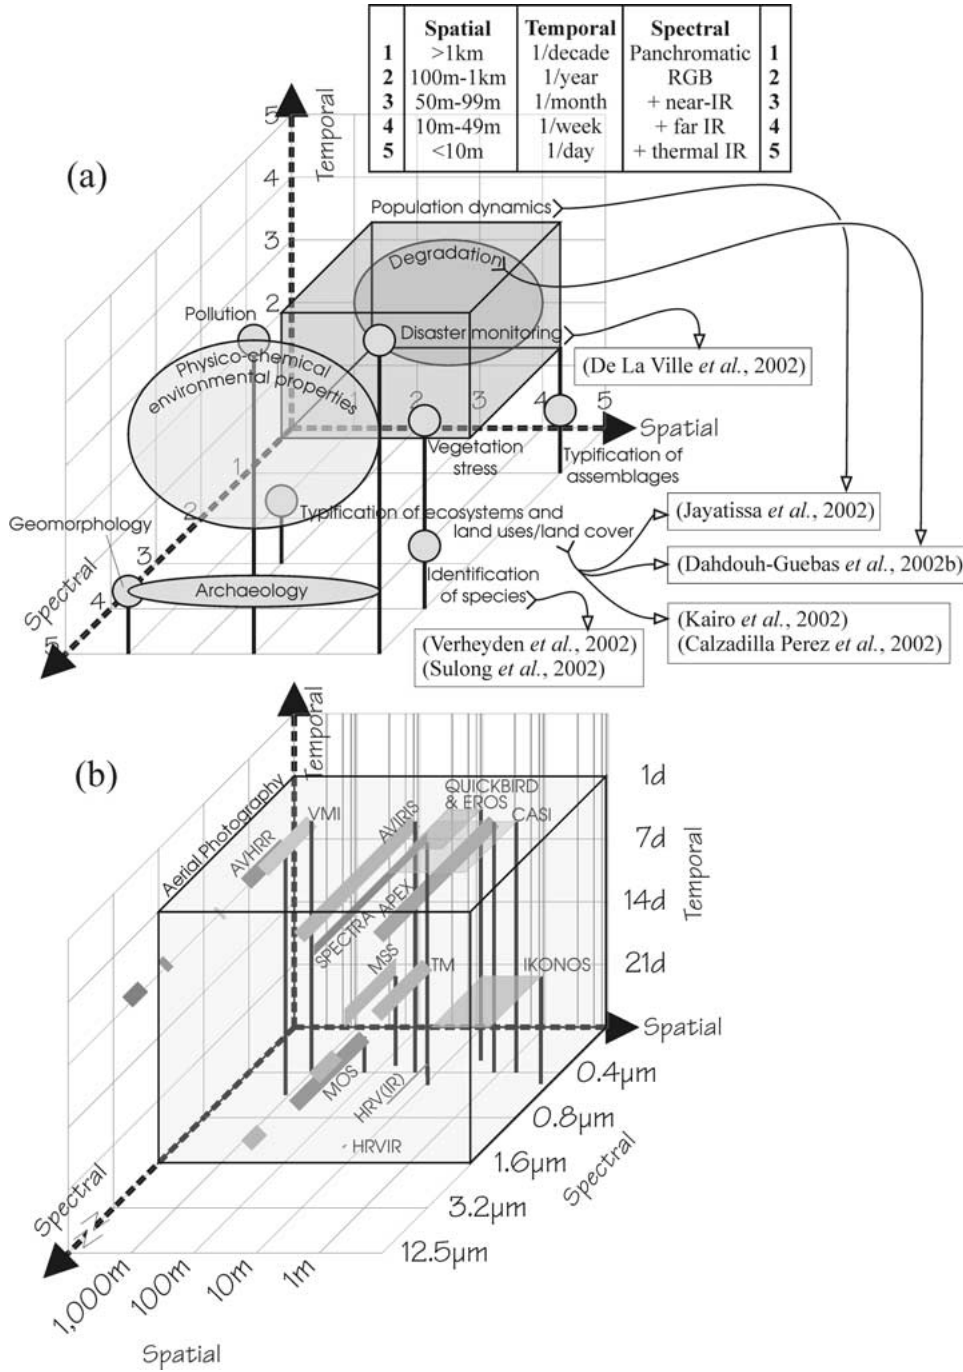 Spatial Temporal Spectral
1 >1km 1/decade Panchromatic 1
2 100m-1km 1/year RGB 2
3 50m-99m 1/month + near-IR 3
4 10m-49m 1/week + far IR 4
5 <10m 1/day + thermal IR 5
(a)
Temporal
5
4
3
2
Population dynamics
Degradation
Pollution
Disaster monitoring
Physico-chemical
environmental properties
(De La Ville et al., 2002)
1 2 3 4 5
Spatial
Vegetation
stress
Typification of
assemblages
1
2
3
4
5
Spectral
Geomorphology
Typification of ecosystems and
land uses/land cover
(Jayatissa et al., 2002)
(Dahdouh-Guebas et al., 2002b)
Archaeology
Identification
of species
(Kairo et al., 2002)
(Calzadilla Perez et al., 2002)
(Verheyden et al., 2002)
(Sulong et al., 2002)
(b)
Temporal
Aerial Photography
AVHRR
VMI
AVIRIS
QUICKBIRD
& EROS
CASI
SPECTRA
APEX
MSS
TM
IKONOS
MOS
HRV(IR)
HRVIR
1d
7d
14d
21d
Temporal
Spatial
0.4µm
0.8µm
1.6µm
3.2µm
12.5µm
Spectral
Spectral
1,000m
100m
10m
1m
Spatial